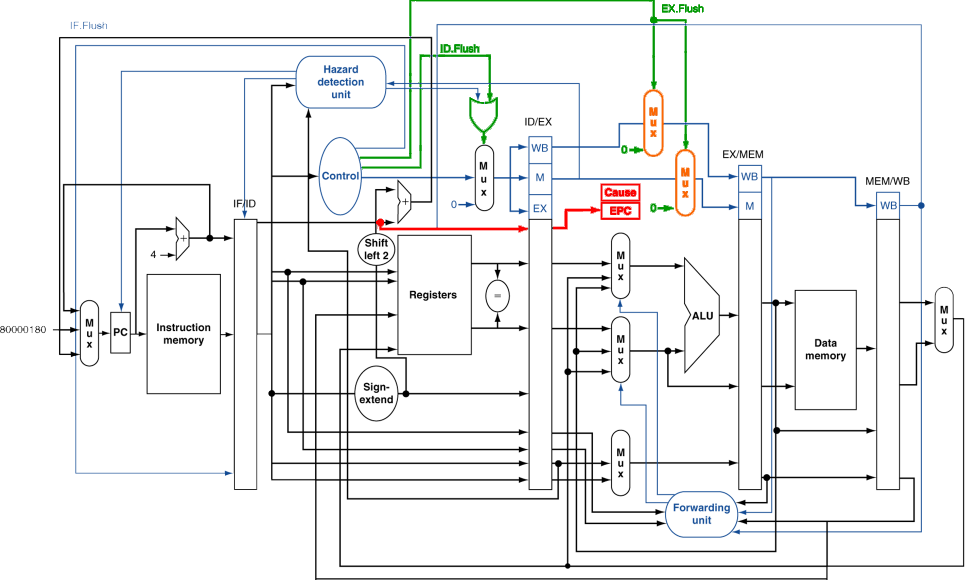 IF.Flush
EX.Flush
ID.Flush
Hazard
detection
unit
ID/EX
WB
M
EX
Mux
0
Control
Mux
0
Mux
0
Mux
Cause
EPC
EX/MEM
WB
M
MEM/WB
WB
IF/ID
+
+
4
Shift
left 2
Registers
=
Mux
Mux
ALU
80000180
Mux
PC
Instruction
memory
Data
memory
Mux
Sign-
extend
Mux
Forwarding
unit